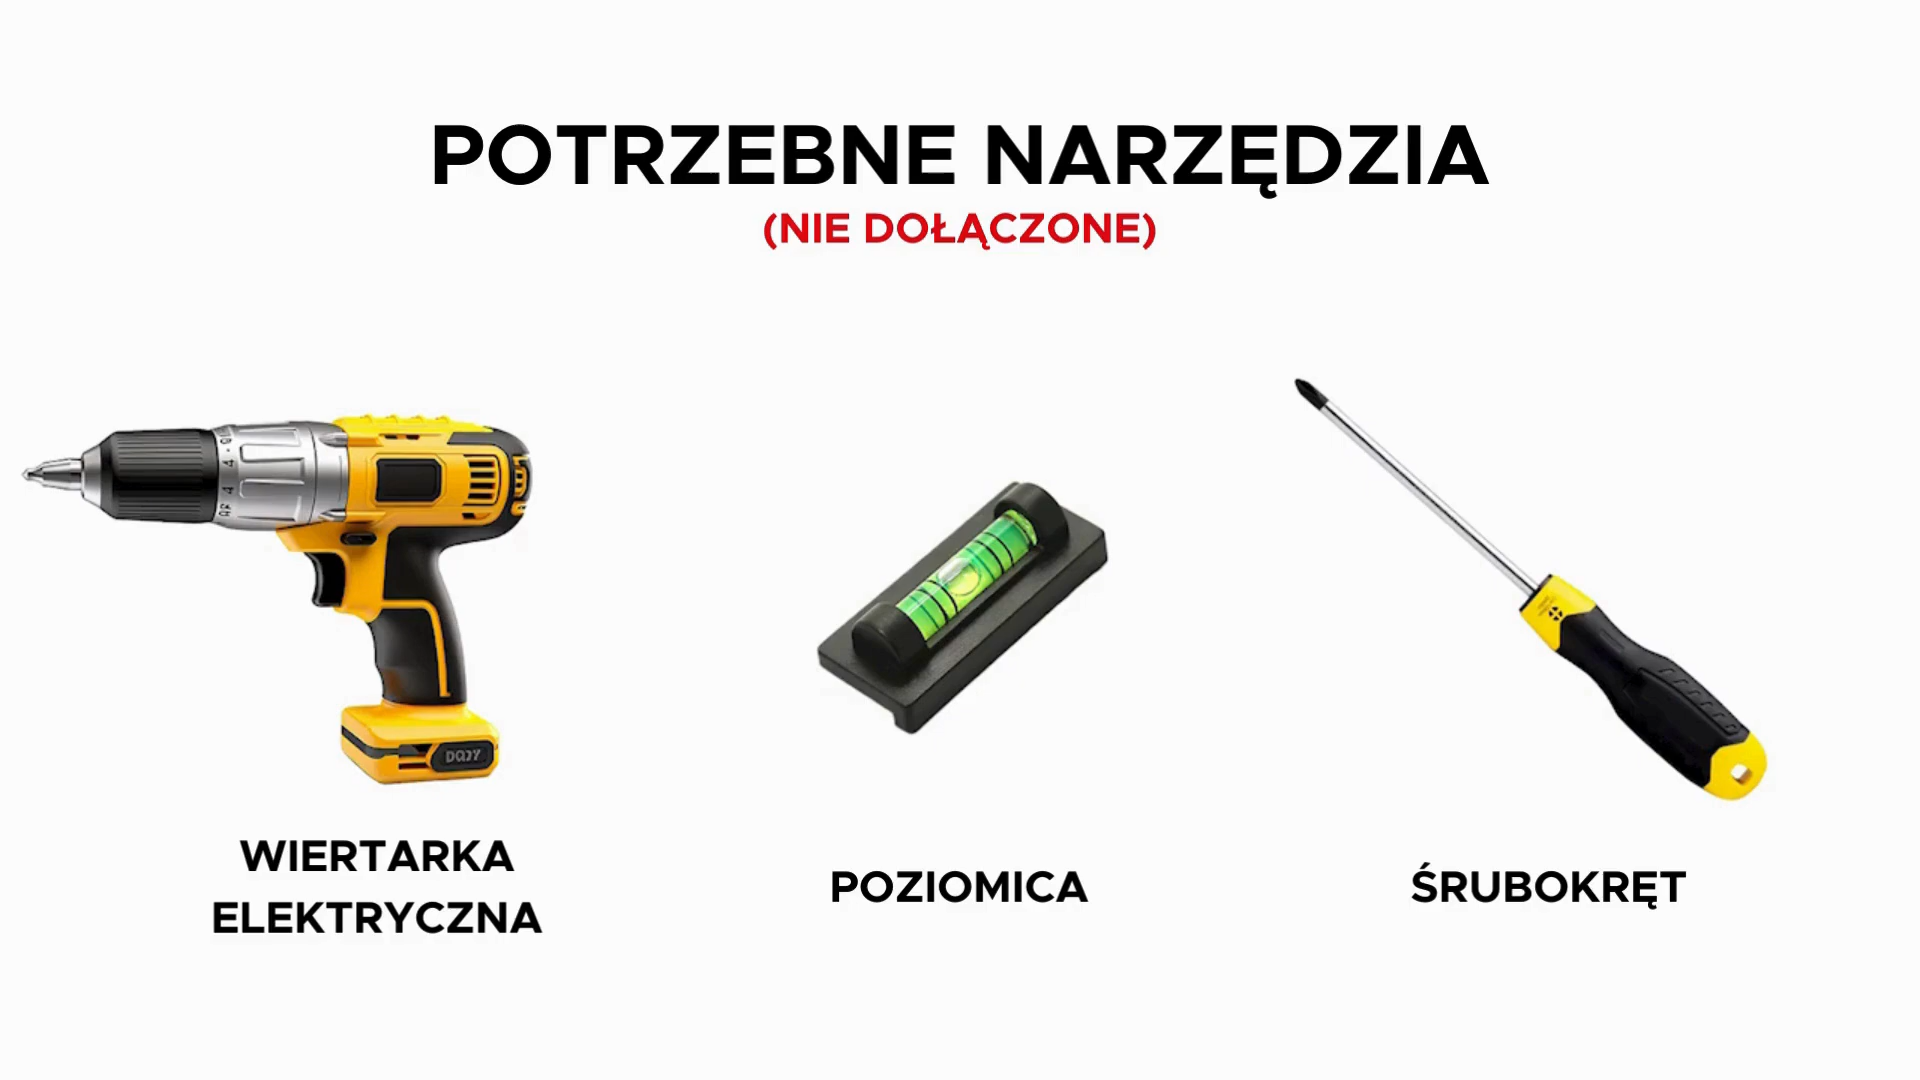 POTRZEBNE NARZĘDZIA
(NIE DOŁĄCZONE)
WIERTARKA
ELEKTRYCZNA
POZIOMICA
ŚRUBOKRĘT